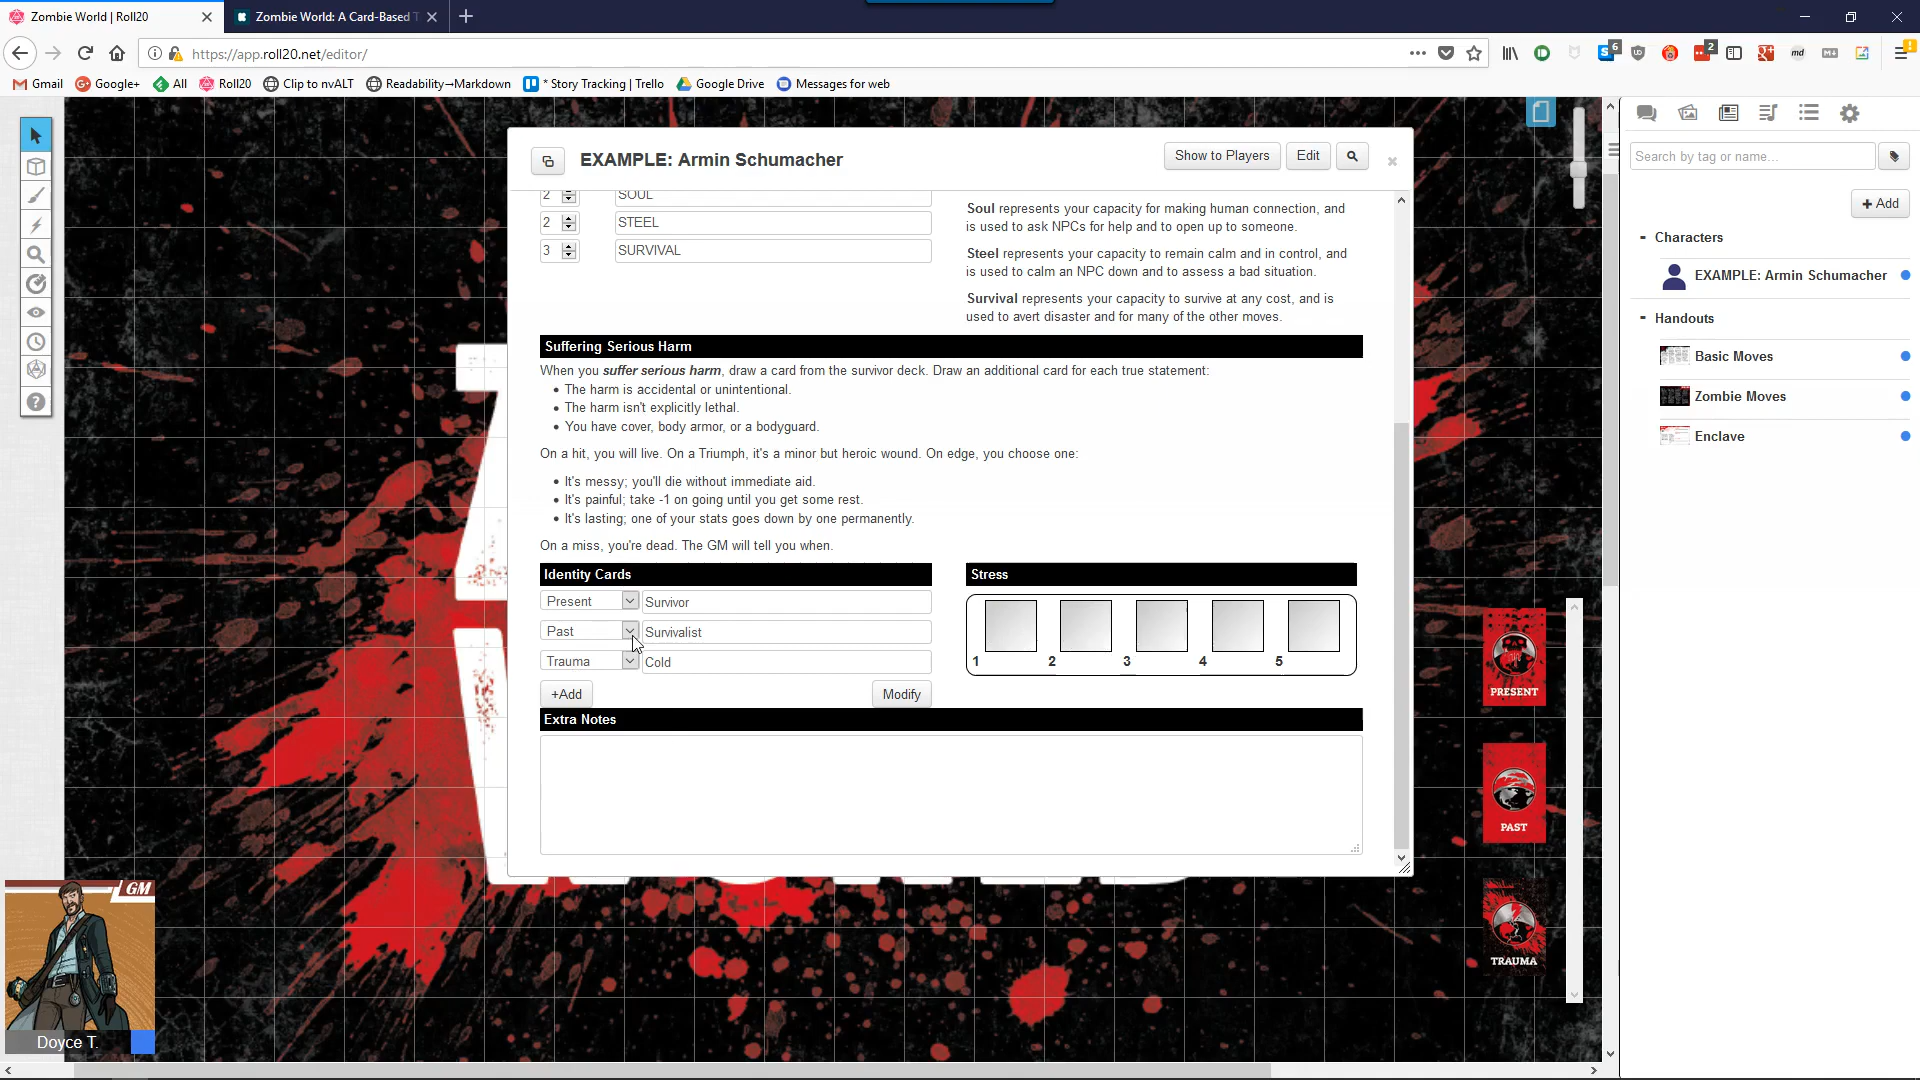 Zombie World | Roll20
Zombie World: A Card-Based T
https://app.roll20.net/editor/
6
2
md
Gmail
Google+
All
Roll20
Clip to nvALT
Readability→Markdown
* Story Tracking | Trello
Google Drive
Messages for web
EXAMPLE: Armin Schumacher
Show to Players
Edit
2 SOUL
2 STEEL
3 SURVIVAL
Soul represents your capacity for making human connection, and
is used to ask NPCs for help and to open up to someone.
Steel represents your capacity to remain calm and in control, and
is used to calm an NPC down and to assess a bad situation.
Survival represents your capacity to survive at any cost, and is
used to avert disaster and for many of the other moves.
Suffering Serious Harm
When you suffer serious harm, draw a card from the survivor deck. Draw an additional card for each true statement:
• The harm is accidental or unintentional.
• The harm isn't explicitly lethal.
• You have cover, body armor, or a bodyguard.
On a hit, you will live. On a Triumph, it's a minor but heroic wound. On edge, you choose one:
• It's messy; you'll die without immediate aid.
• It's painful; take -1 on going until you get some rest.
• It's lasting; one of your stats goes down by one permanently.
On a miss, you're dead. The GM will tell you when.
Identity Cards
Present Survivor
Past Survivalist
Trauma Cold
+Add
Modify
Stress
1 2 3 4 5
Extra Notes
Search by tag or name...
+ Add
- Characters
EXAMPLE: Armin Schumacher
- Handouts
Basic Moves
Zombie Moves
Enclave
PRESENT
PAST
TRAUMA
GM
Doyce T.